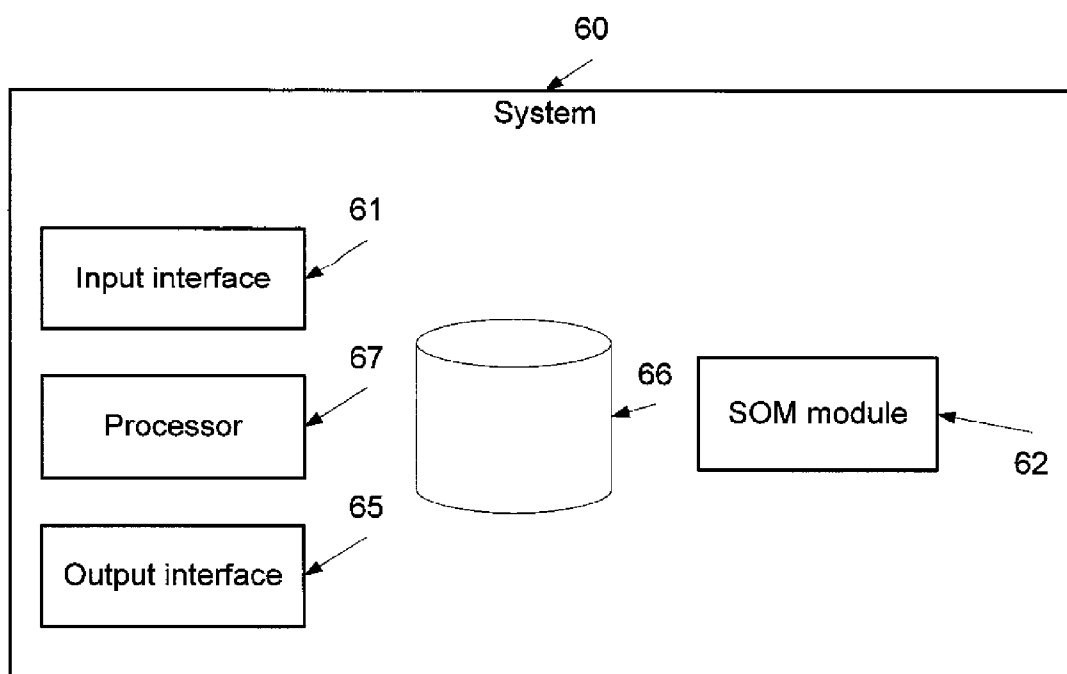 60
System
61
Input interface
67
Processor
66
SOM module
62
65
Output interface